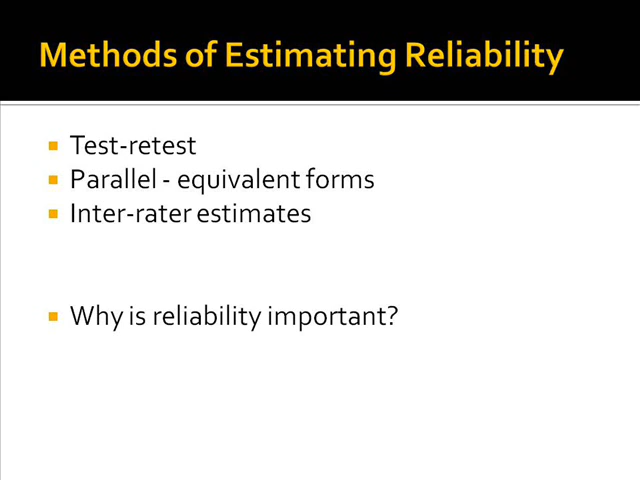 Methods of Estimating Reliability
Test-retest
Parallel - equivalent forms
Inter-rater estimates
Why is reliability important?